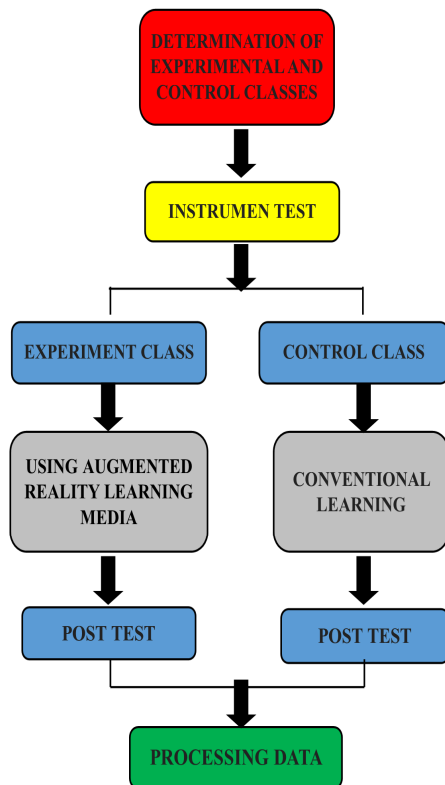 DETERMINATION OF
EXPERIMENTAL AND
CONTROL CLASSES
INSTRUMEN TEST
EXPERIMENT CLASS
CONTROL CLASS
USING AUGMENTED
REALITY LEARNING
MEDIA
CONVENTIONAL
LEARNING
POST TEST
POST TEST
PROCESSING DATA